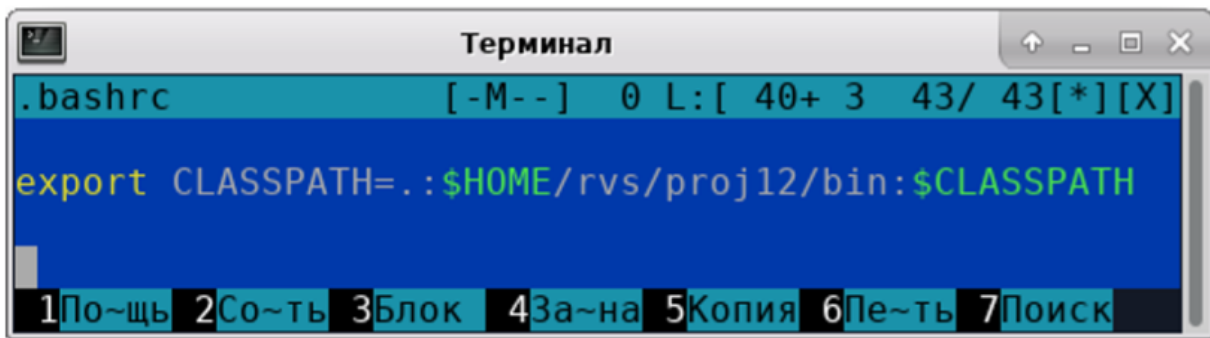 Терминал
.bashrc [-M--] 0 L:[ 40+ 3 43/ 43[*][X]
export CLASSPATH=.:$HOME/rvs/proj12/bin:$CLASSPATH
1По~щь 2Со~ть 3Блок 4За~на 5Копия 6Пе~ть 7Поиск